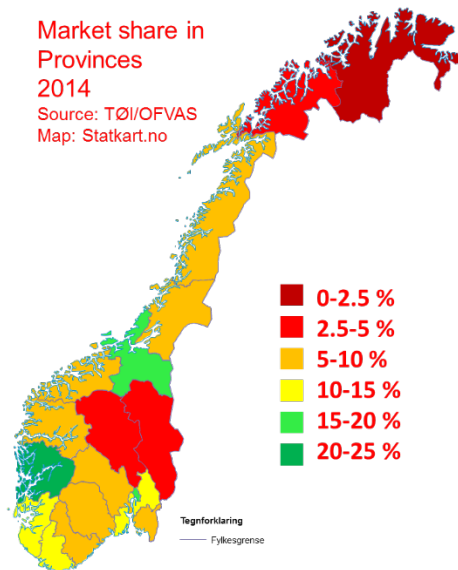 Market share in
Provinces
2014
Source: TØI/OFVAS
Map: Statkart.no
0-2.5 %
2.5-5 %
5-10 %
10-15 %
15-20 %
20-25 %
Tegnforklaring
Fylkesgrense